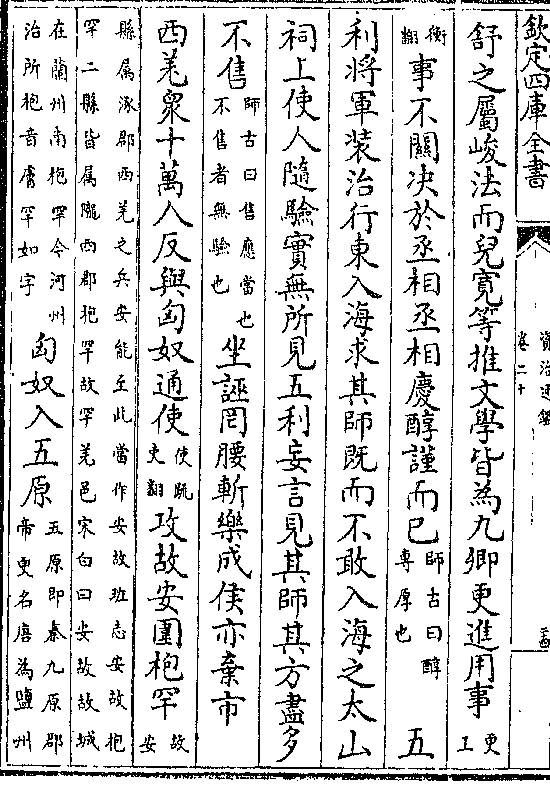 欽定四庫全書
資治通鑑
卷二十
舒之屬峻法而兒寛等推文學皆為九卿更進用事更工
衡翻事不關决於丞相丞相慶醇謹而已師古曰醇專厚也五
利將軍裝治行東入海求其師既而不敢入海之太山
祠上使人隨驗實無所見五利妄言見其師其方盡多
不售師古曰售應當也不售者無驗也坐誣罔腰斬樂成侯亦棄市
西羌衆十萬人反與匈奴通使使疏吏翻攻故安圍枹罕故安
縣属涿郡西羌之兵安能至此當作安故班志安故枹
罕二縣皆属隴西郡枹罕故罕羌邑宋白曰安故故城
在蘭州南枹罕今河州治所枹音膚罕如字匈奴入五原五原即秦九原郡帝更名唐為鹽州